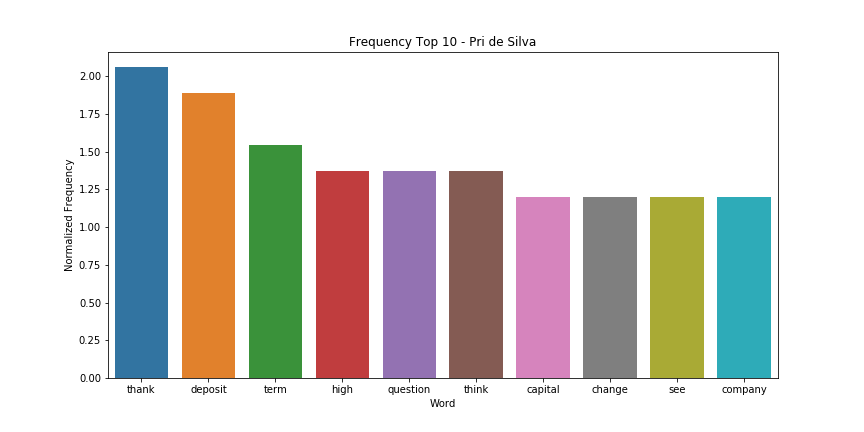 Frequency Top 10 - Pri de Silva
Normalized Frequency
2.00
1.75
1.50
1.25
1.00
0.75
0.50
0.25
0.00
thank deposit term high question think capital change see company
Word